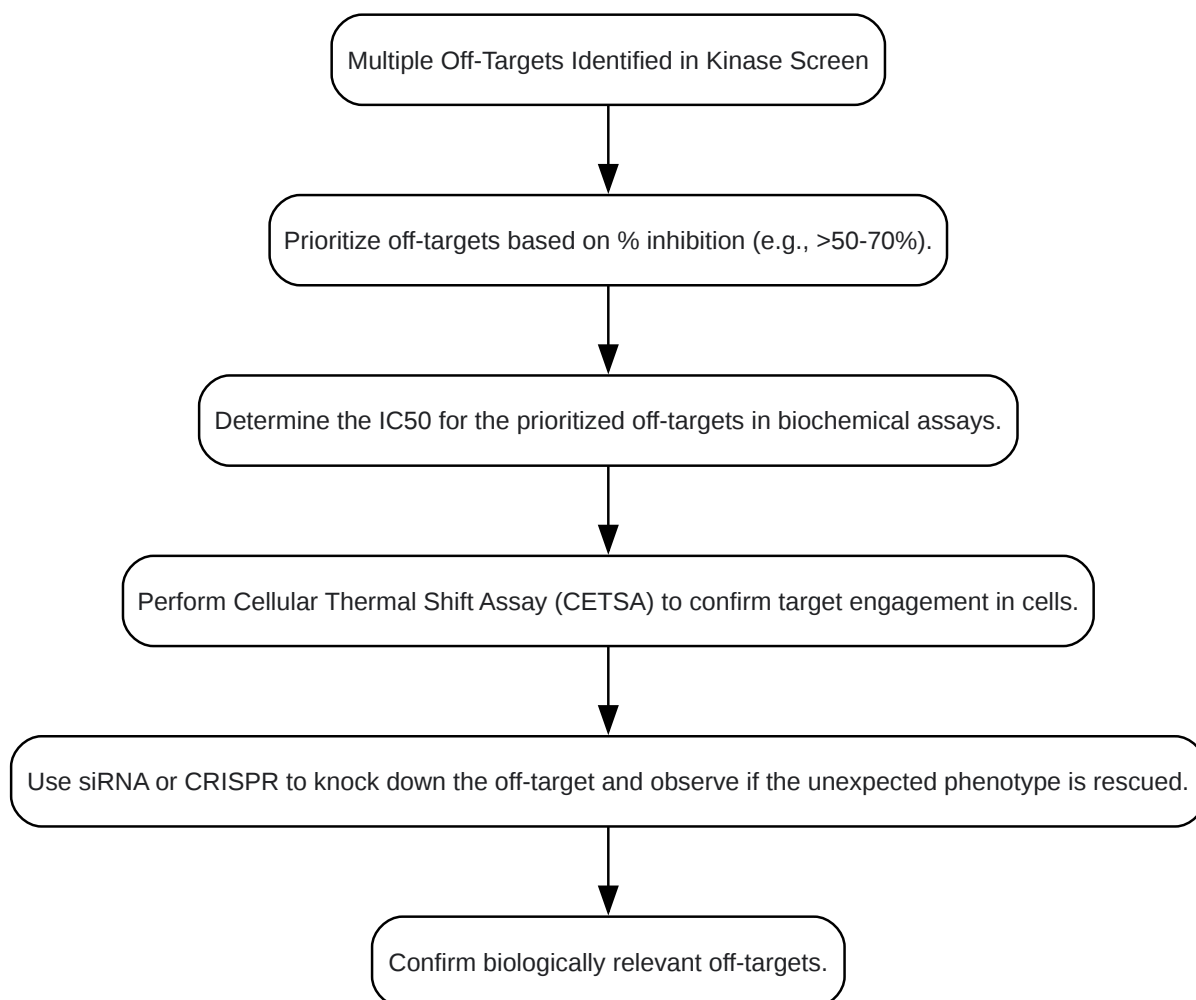 Multiple Off-Targets Identified in Kinase Screen
Prioritize off-targets based on % inhibition (e.g., >50-70%).
Determine the IC50 for the prioritized off-targets in biochemical assays.
Perform Cellular Thermal Shift Assay (CETSA) to confirm target engagement in cells.
Use siRNA or CRISPR to knock down the off-target and observe if the unexpected phenotype is rescued.
Confirm biologically relevant off-targets.